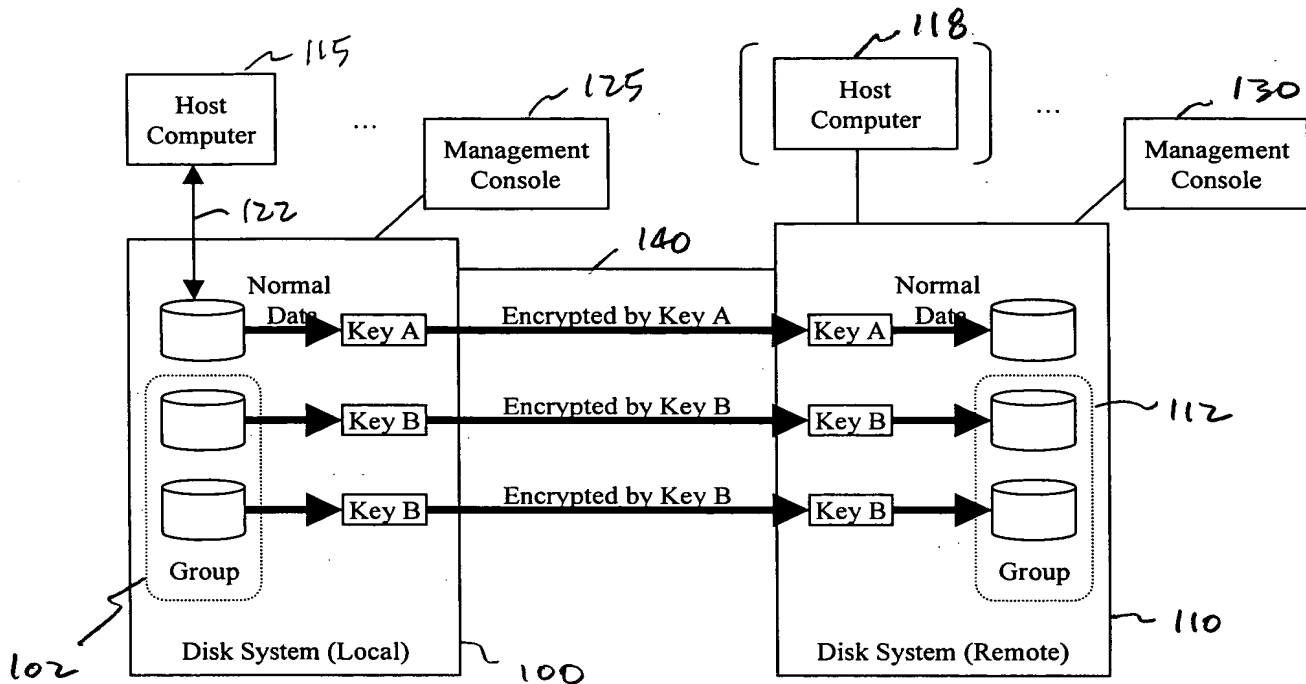 115
Host
Computer
...
125
Management
Console
118
Host
Computer
...
130
Management
Console
122
140
Normal
Data
Key A
Encrypted by Key A
Key A
Normal
Data
Key B
Encrypted by Key B
Key B
112
Key B
Encrypted by Key B
Key B
Group
Group
102
Disk System (Local)
100
Disk System (Remote)
110